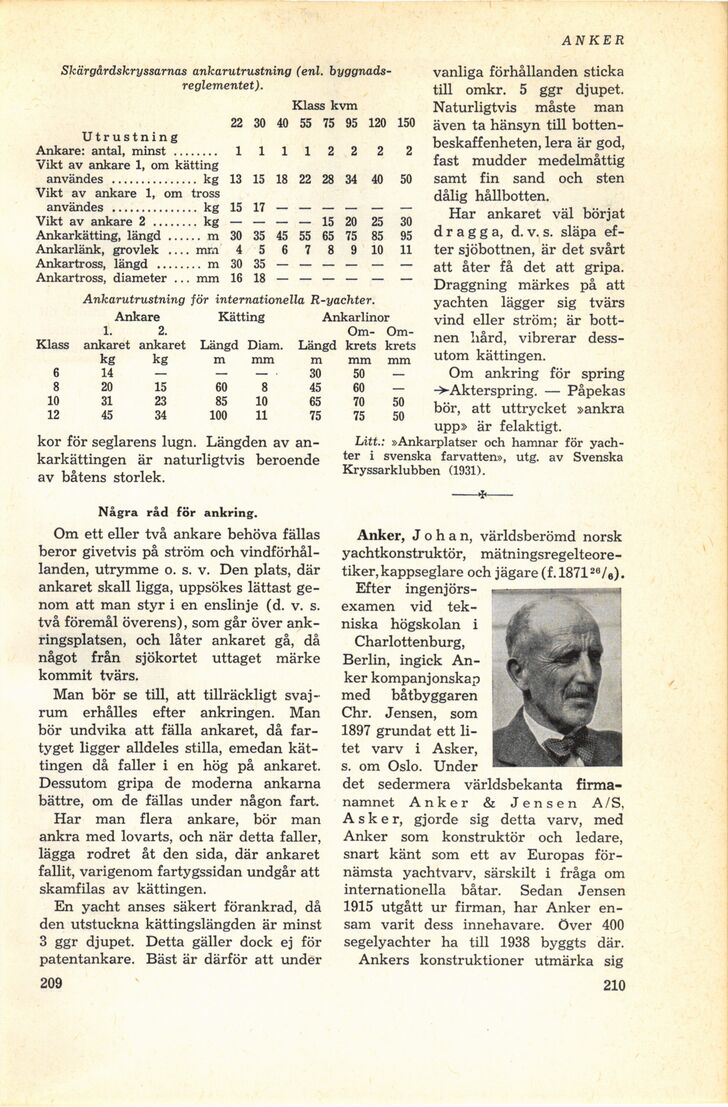 ANKER
Skärgårdskryssarnas ankarutrustning (enl. byggnads-
reglementet).
Klass kvm
22 30 40 55 75 95 120 150
Utrustning
Ankare: antal, minst ........ 1 1 1 1 2 2 2 2
Vikt av ankare 1, om kätting
användes ............... kg 13 15 18 22 28 34 40 50
Vikt av ankare 1, om tross
användes ............... kg 15 17 — — — — — —
Vikt av ankare 2 ........ kg — — — — 15 20 25 30
Ankarkätting, längd ...... m 30 35 45 55 65 75 85 95
Ankarlänk, grovlek .... mm 4 5 6 7 8 9 10 11
Ankartross, längd ........ m 30 35 — — — — — —
Ankartross, diameter ... mm 16 18 — — — — — —
Ankarutrustning för internationella R-yachter.
Ankare Kätting Ankarlinor
1. 2. Om- Om-
Klass ankaret ankaret Längd Diam. Längd krets krets
kg kg m mm m mm mm
6 14 — — — 30 50 —
8 20 15 60 8 45 60 —
10 31 23 85 10 65 70 50
12 45 34 100 11 75 75 50
kor för seglarens lugn. Längden av an-
karkättingen är naturligtvis beroende
av båtens storlek.
Några råd för ankring.
Om ett eller två ankare behöva fällas
beror givetvis på ström och vindförhål-
landen, utrymme o. s. v. Den plats, där
ankaret skall ligga, uppsökes lättast ge-
nom att man styr i en enslinje (d. v. s.
två föremål överens), som går över ank-
ringsplatsen, och låter ankaret gå, då
något från sjökortet uttaget märke
kommit tvärs.
Man bör se till, att tillräckligt svaj-
rum erhålles efter ankringen. Man
bör undvika att fälla ankaret, då far-
tyget ligger alldeles stilla, emedan kät-
tingen då faller i en hög på ankaret.
Dessutom gripa de moderna ankarna
bättre, om de fällas under någon fart.
Har man flera ankare, bör man
ankra med lovarts, och när detta faller,
lägga rodret åt den sida, där ankaret
fallit, varigenom fartygssidan undgår att
skamfilas av kättingen.
En yacht anses säkert förankrad, då
den utstuckna kättingslängden är minst
3 ggr djupet. Detta gäller dock ej för
patentankare. Bäst är därför att under
209
vanliga förhållanden sticka
till omkr. 5 ggr djupet.
Naturligtvis måste man
även ta hänsyn till botten-
beskaffenheten, lera är god,
fast mudder medelmåttig
samt fin sand och sten
dålig hållbotten.
Har ankaret väl börjat
dragga, d. v. s. släpa ef-
ter sjöbottnen, är det svårt
att åter få det att gripa.
Draggning märkes på att
yachten lägger sig tvärs
vind eller ström; är bott-
nen hård, vibrerar dess-
utom kättingen.
Om ankring för spring
→Akterspring. — Påpekas
bör, att uttrycket »ankra
upp» är felaktigt.
Litt.: »Ankarplatser och hamnar för yach-
ter i svenska farvatten», utg. av Svenska
Kryssarklubben (1931).
Anker, Johan, världsberömd norsk
yachtkonstruktör, mätningsregelteore-
tiker, kappseglare och jägare (f. 1871 26/6).
Efter ingenjörs-
examen vid tek-
niska högskolan i
Charlottenburg,
Berlin, ingick An-
ker kompanjonskap
med båtbyggaren
Chr. Jensen, som
1897 grundat ett li-
tet varv i Asker,
s. om Oslo. Under
det sedermera världsbekanta firma-
namnet Anker & Jensen A/S,
Asker, gjorde sig detta varv, med
Anker som konstruktör och ledare,
snart känt som ett av Europas för-
nämsta yachtvarv, särskilt i fråga om
internationella båtar. Sedan Jensen
1915 utgått ur firman, har Anker en-
sam varit dess innehavare. Över 400
segelyachter ha till 1938 byggts där.
Ankers konstruktioner utmärka sig
210